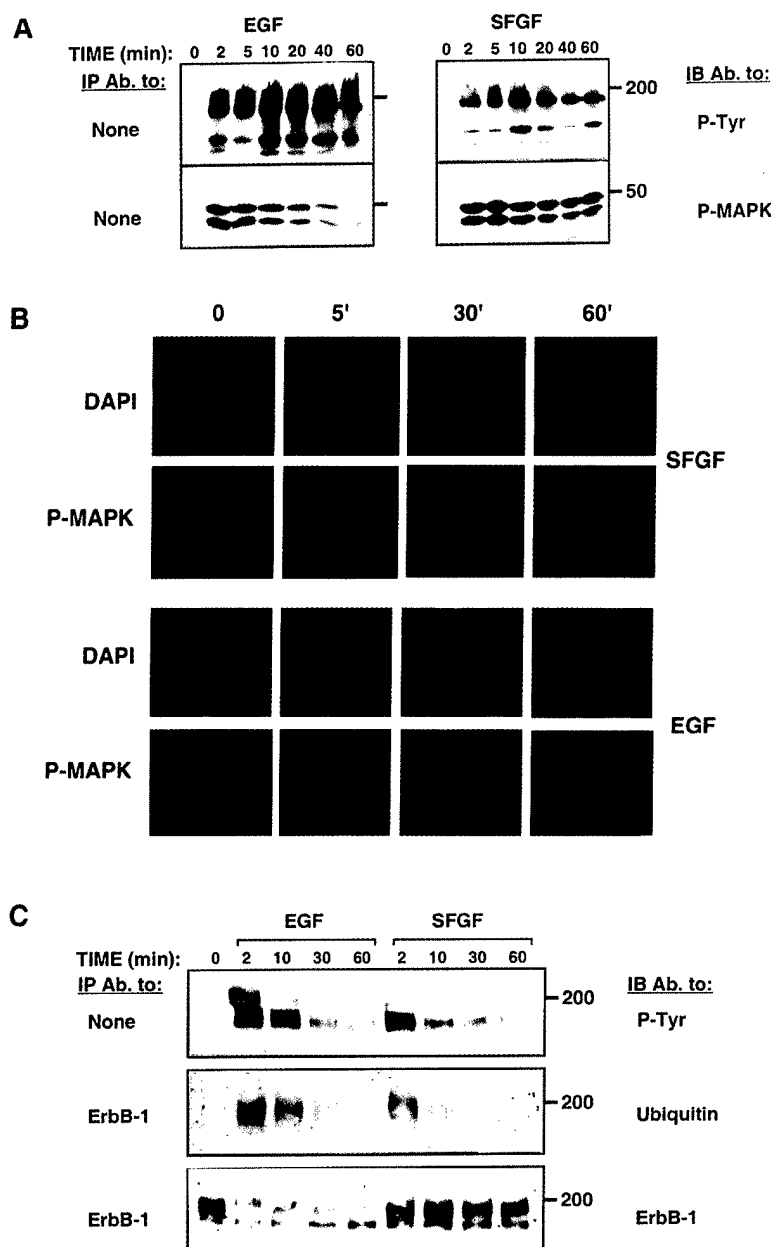 A
EGF SFGF
TIME (min): 0 2 5 10 20 40 60 0 2 5 10 20 40 60
IP Ab. to: 200 IB Ab. to:
None P-Tyr
50
None P-MAPK
B
0 5' 30' 60'
DAPI
SFGF
P-MAPK
DAPI
EGF
P-MAPK
C
EGF SFGF
TIME (min): 0 2 10 30 60 2 10 30 60
IP Ab. to: 200 IB Ab. to:
None P-Tyr
ErbB-1 200 Ubiquitin
200
ErbB-1 ErbB-1